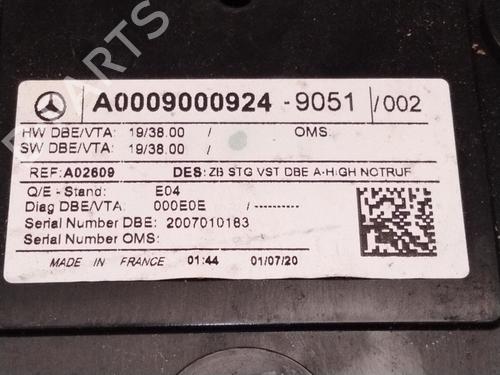 A0009000924 - 9051 /002
HW DBE/VTA: 19/38.00 / OMS:
SW DBE/VTA: 19/38.00 /
REF: A02609 DES: ZB STG VST DBE A-HIGH NOTRUF
Q/E - Stand: E04
Diag DBE/VTA: 000E0E /----------
Serial Number DBE: 2007010183
Serial Number OMS:
MADE IN FRANCE 01:44 01/07/20
PARTS